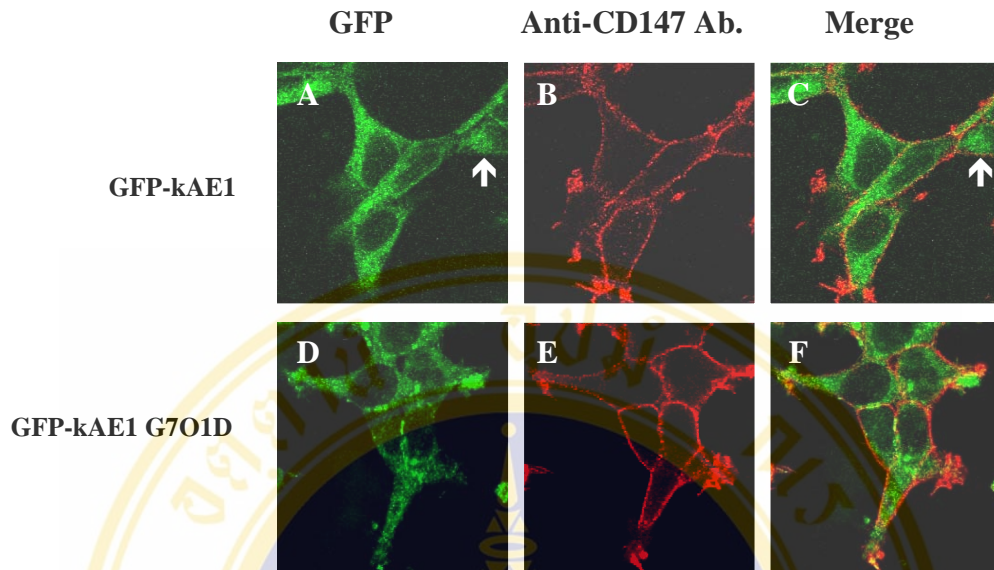 GFP Anti-CD147 Ab. Merge
A B C
GFP-kAE1
D E F
GFP-kAE1 G7O1D